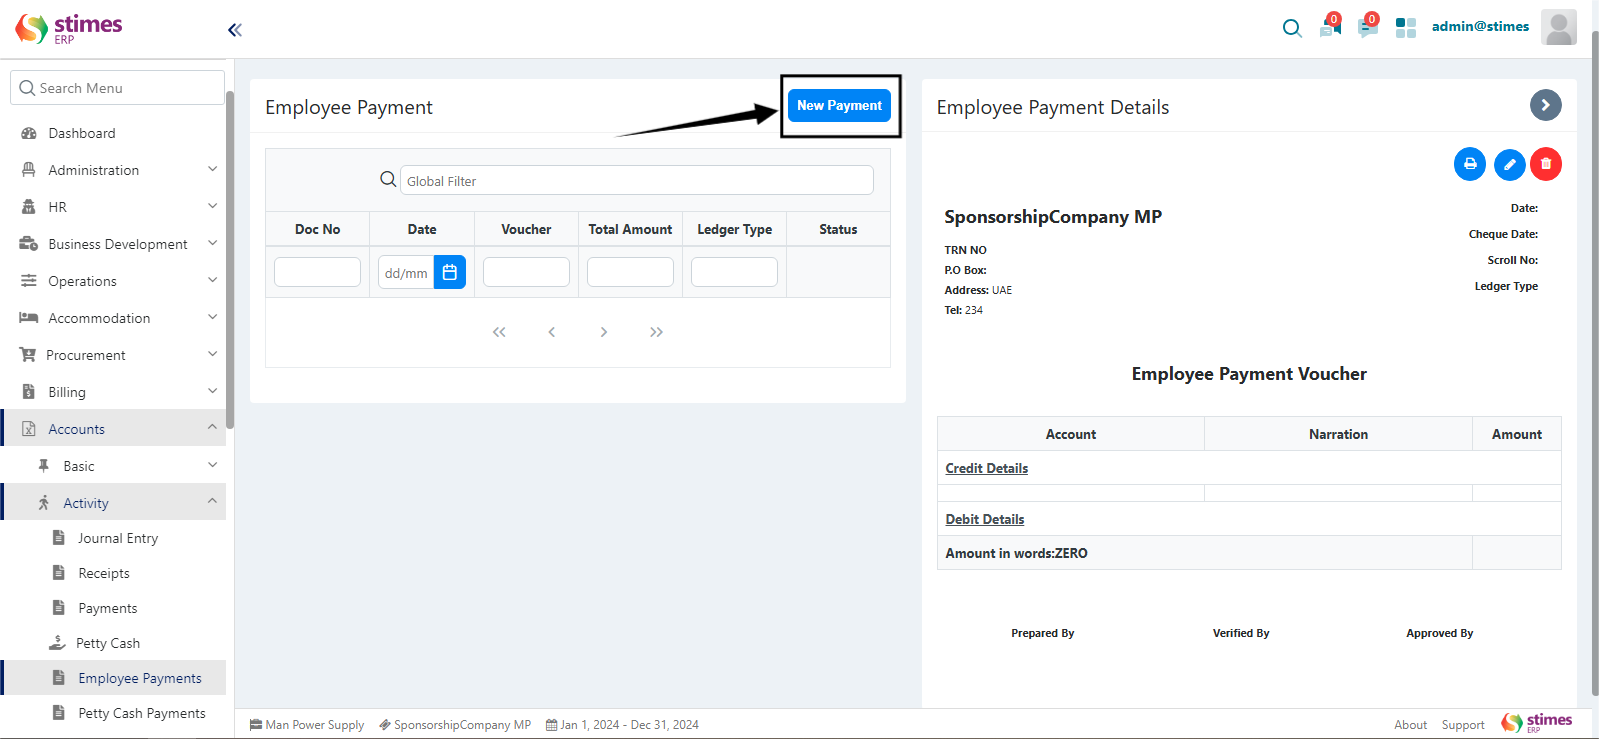 stimes
ERP
0
0
admin@stimes
Search Menu
Dashboard
Administration
HR
Business Development
Operations
Accommodation
Procurement
Billing
Accounts
Basic
Activity
Journal Entry
Receipts
Payments
Petty Cash
Employee Payments
Petty Cash Payments
Employee Payment
New Payment
Global Filter
Doc No Date Voucher Total Amount Ledger Type Status
dd/mm
Employee Payment Details
SponsorshipCompany MP
TRN NO
P.O Box:
Address: UAE
Tel: 234
Date:
Cheque Date:
Scroll No:
Ledger Type
Employee Payment Voucher
Account Narration Amount
Credit Details
Debit Details
Amount in words:ZERO
Prepared By Verified By Approved By
Man Power Supply SponsorshipCompany MP Jan 1, 2024 - Dec 31, 2024
About Support stimes
ERP